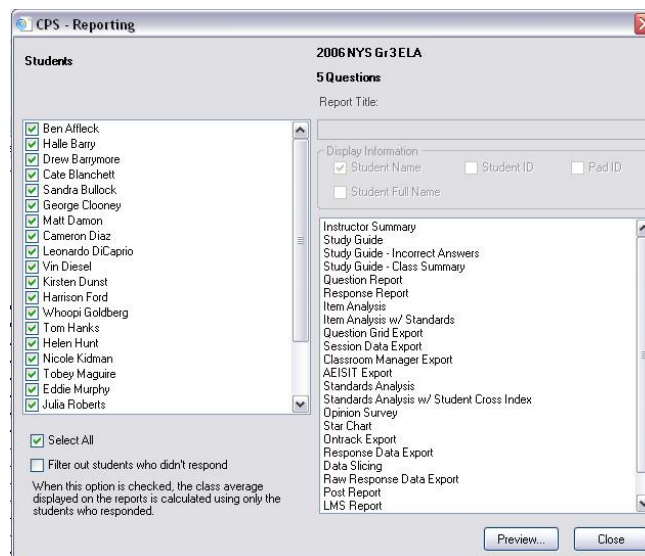 CPS - Reporting
Students
2006 NYS Gr3 ELA
5 Questions
Report Title:
Ben Affleck
Halle Barry
Drew Barrymore
Cate Blanchett
Sandra Bullock
George Clooney
Matt Damon
Cameron Diaz
Leonardo DiCaprio
Vin Diesel
Kirsten Dunst
Harrison Ford
Whoopi Goldberg
Tom Hanks
Helen Hunt
Nicole Kidman
Tobey Maguire
Eddie Murphy
Julia Roberts
Select All
Filter out students who didn't respond
When this option is checked, the class average
displayed on the reports is calculated using only the
students who responded.
Display Information
Student Name Student ID Pad ID
Student Full Name
Instructor Summary
Study Guide
Study Guide - Incorrect Answers
Study Guide - Class Summary
Question Report
Response Report
Item Analysis
Item Analysis w/ Standards
Question Grid Export
Session Data Export
Classroom Manager Export
AEISIT Export
Standards Analysis
Standards Analysis w/ Student Cross Index
Opinion Survey
Star Chart
Ontrack Export
Response Data Export
Data Slicing
Raw Response Data Export
Post Report
LMS Report
Preview... Close